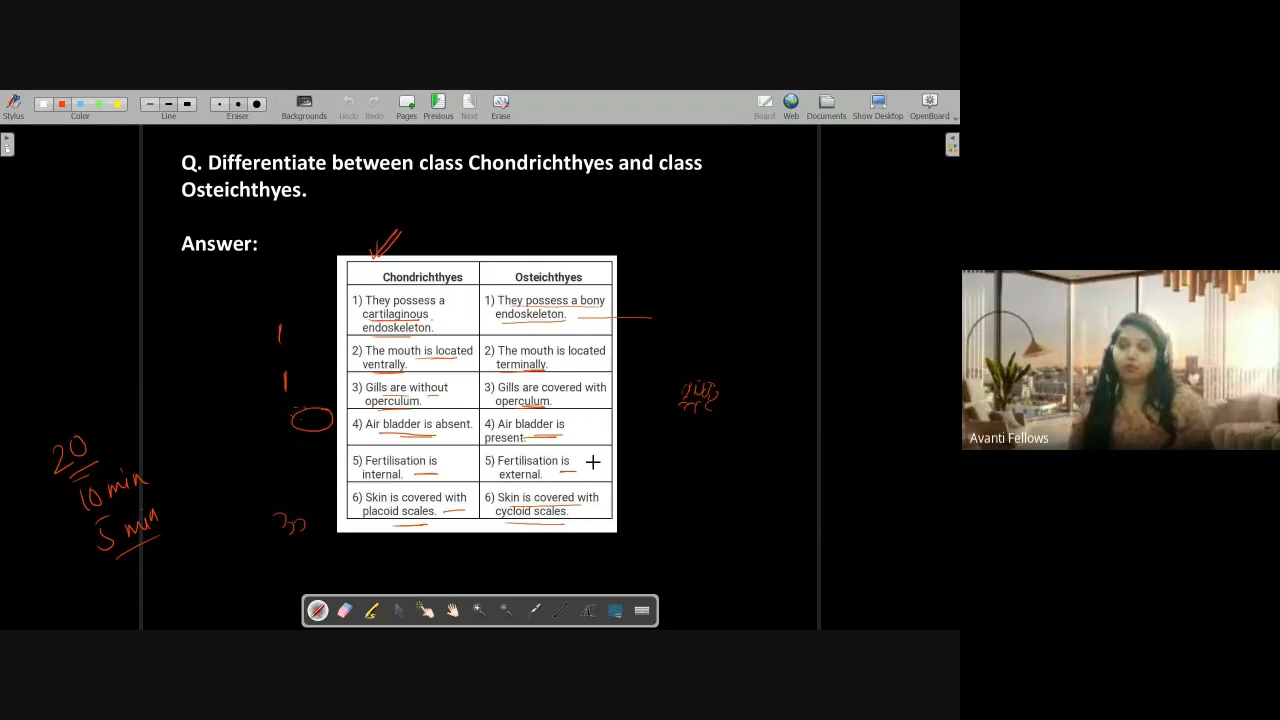 Stylus
Color
Line
Eraser
Backgrounds
Undo
Redo
Pages
Previous
Next
Erase
Board
Web
Documents
Show Desktop
OpenBoard
Q. Differentiate between class Chondrichthyes and class
Osteichthyes.
Answer:
Chondrichthyes
Osteichthyes
1) They possess a
cartilaginous
endoskeleton.
1) They possess a bony
endoskeleton.
2) The mouth is located
ventrally.
2) The mouth is located
terminally.
3) Gills are without
operculum.
3) Gills are covered with
operculum.
4) Air bladder is absent.
4) Air bladder is
present.
5) Fertilisation is
internal.
5) Fertilisation is
external.
6) Skin is covered with
placoid scales.
6) Skin is covered with
cycloid scales.
20
10 min
5 min
Avanti Fellows